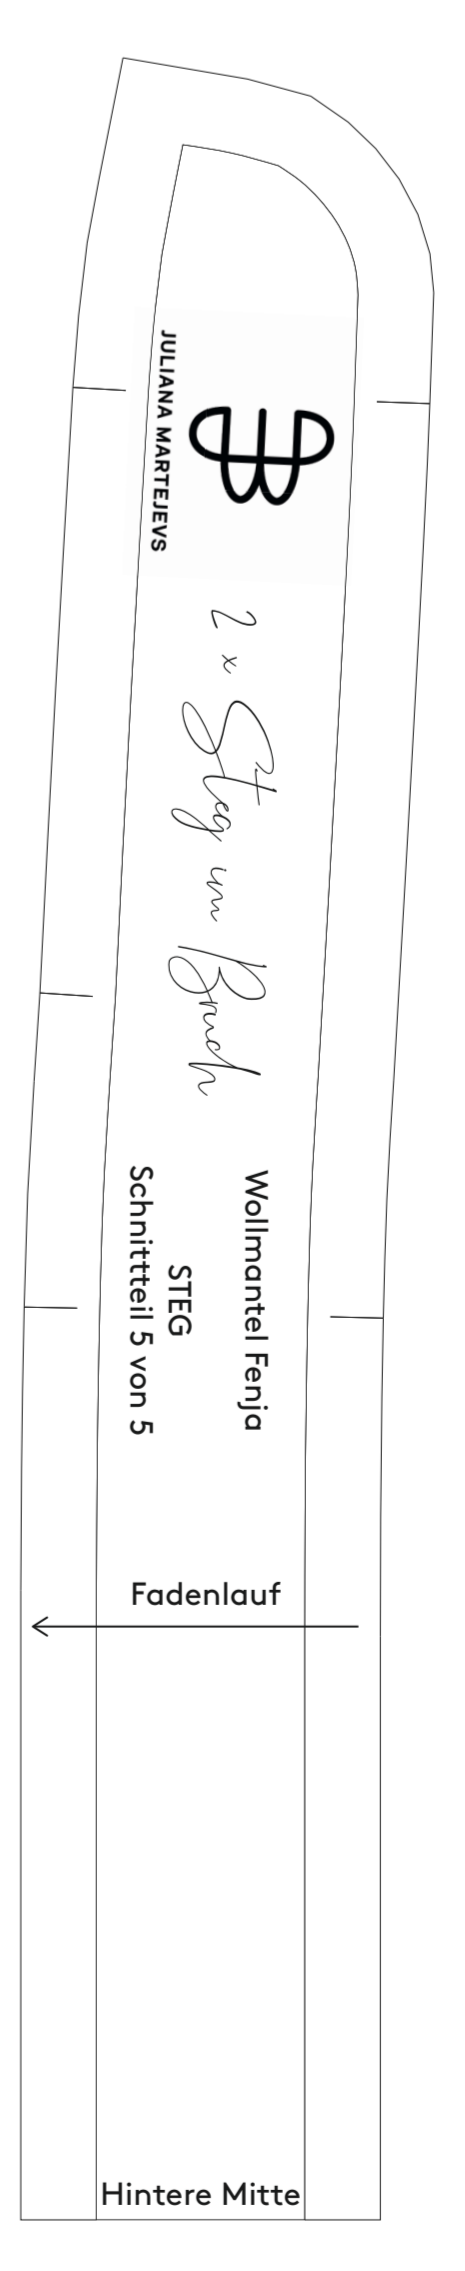 JULIANA MARTEJEVS
2 x Steg im Bruch
Wollmantel Fenja
STEG
Schnittteil 5 von 5
Fadenlauf
Hintere Mitte